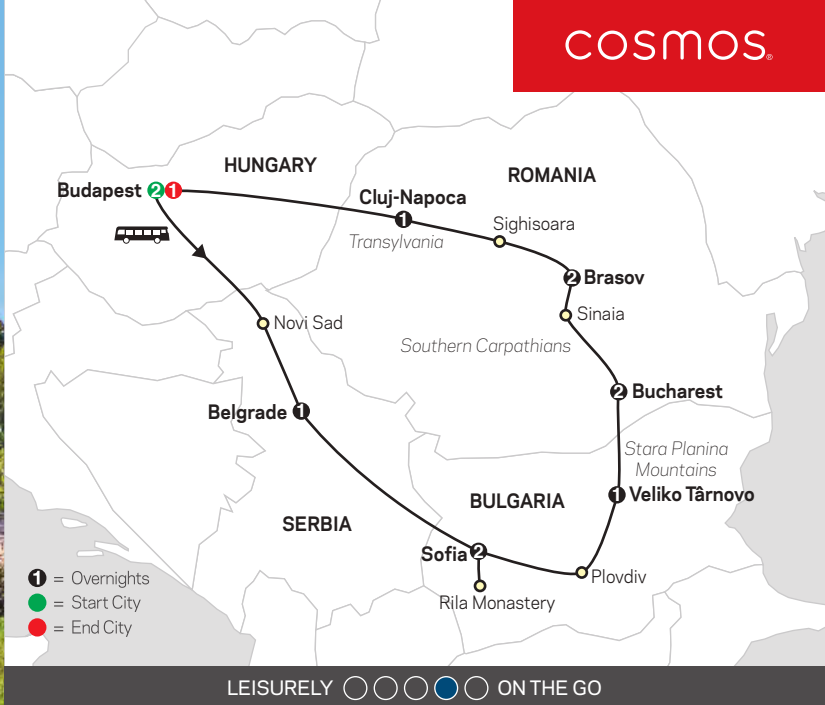 COSMOS®
HUNGARY
ROMANIA
Budapest 2 1
Cluj-Napoca
1
Transylvania
Sighisoara
2 Brasov
Sinaia
Novi Sad
Southern Carpathians
2 Bucharest
Belgrade 1
Stara Planina
Mountains
1 Veliko Târnovo
BULGARIA
SERBIA
Sofia 2
Plovdiv
Rila Monastery
1 = Overnights
= Start City
= End City
LEISURELY ON THE GO